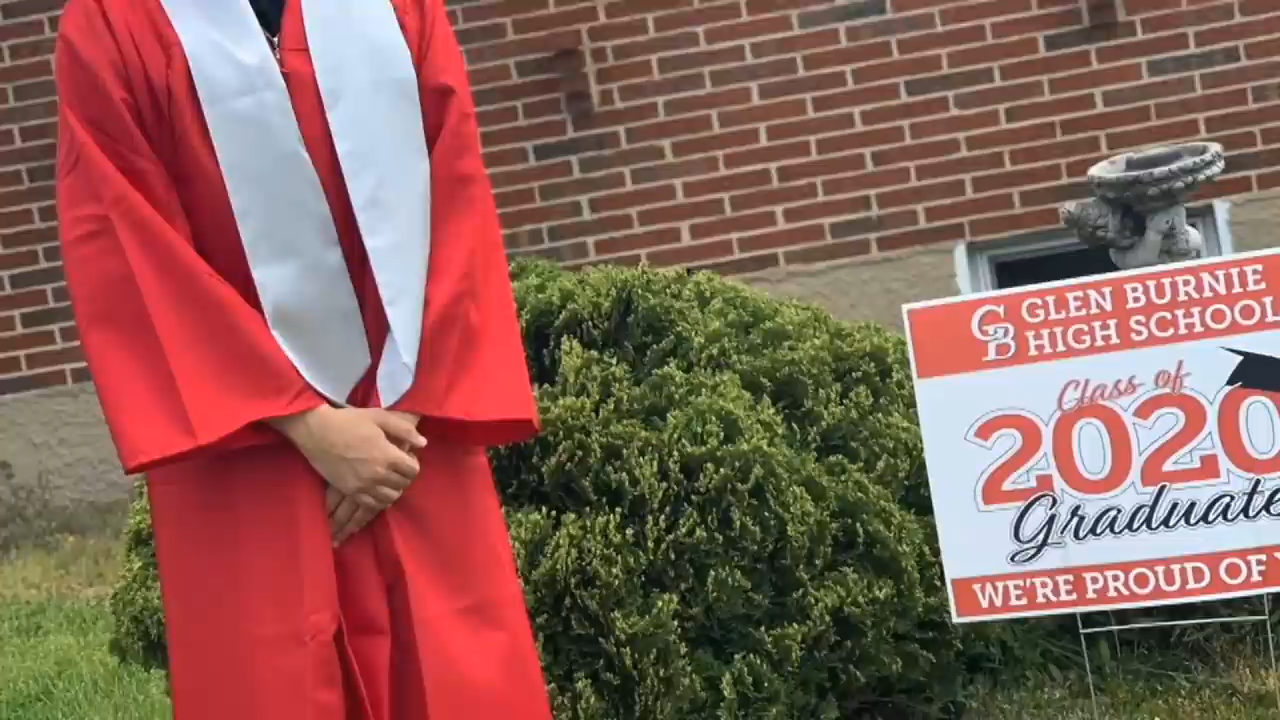 GB GLEN BURNIE
HIGH SCHOOL
Class of
2020
Graduate
WE'RE PROUD OF